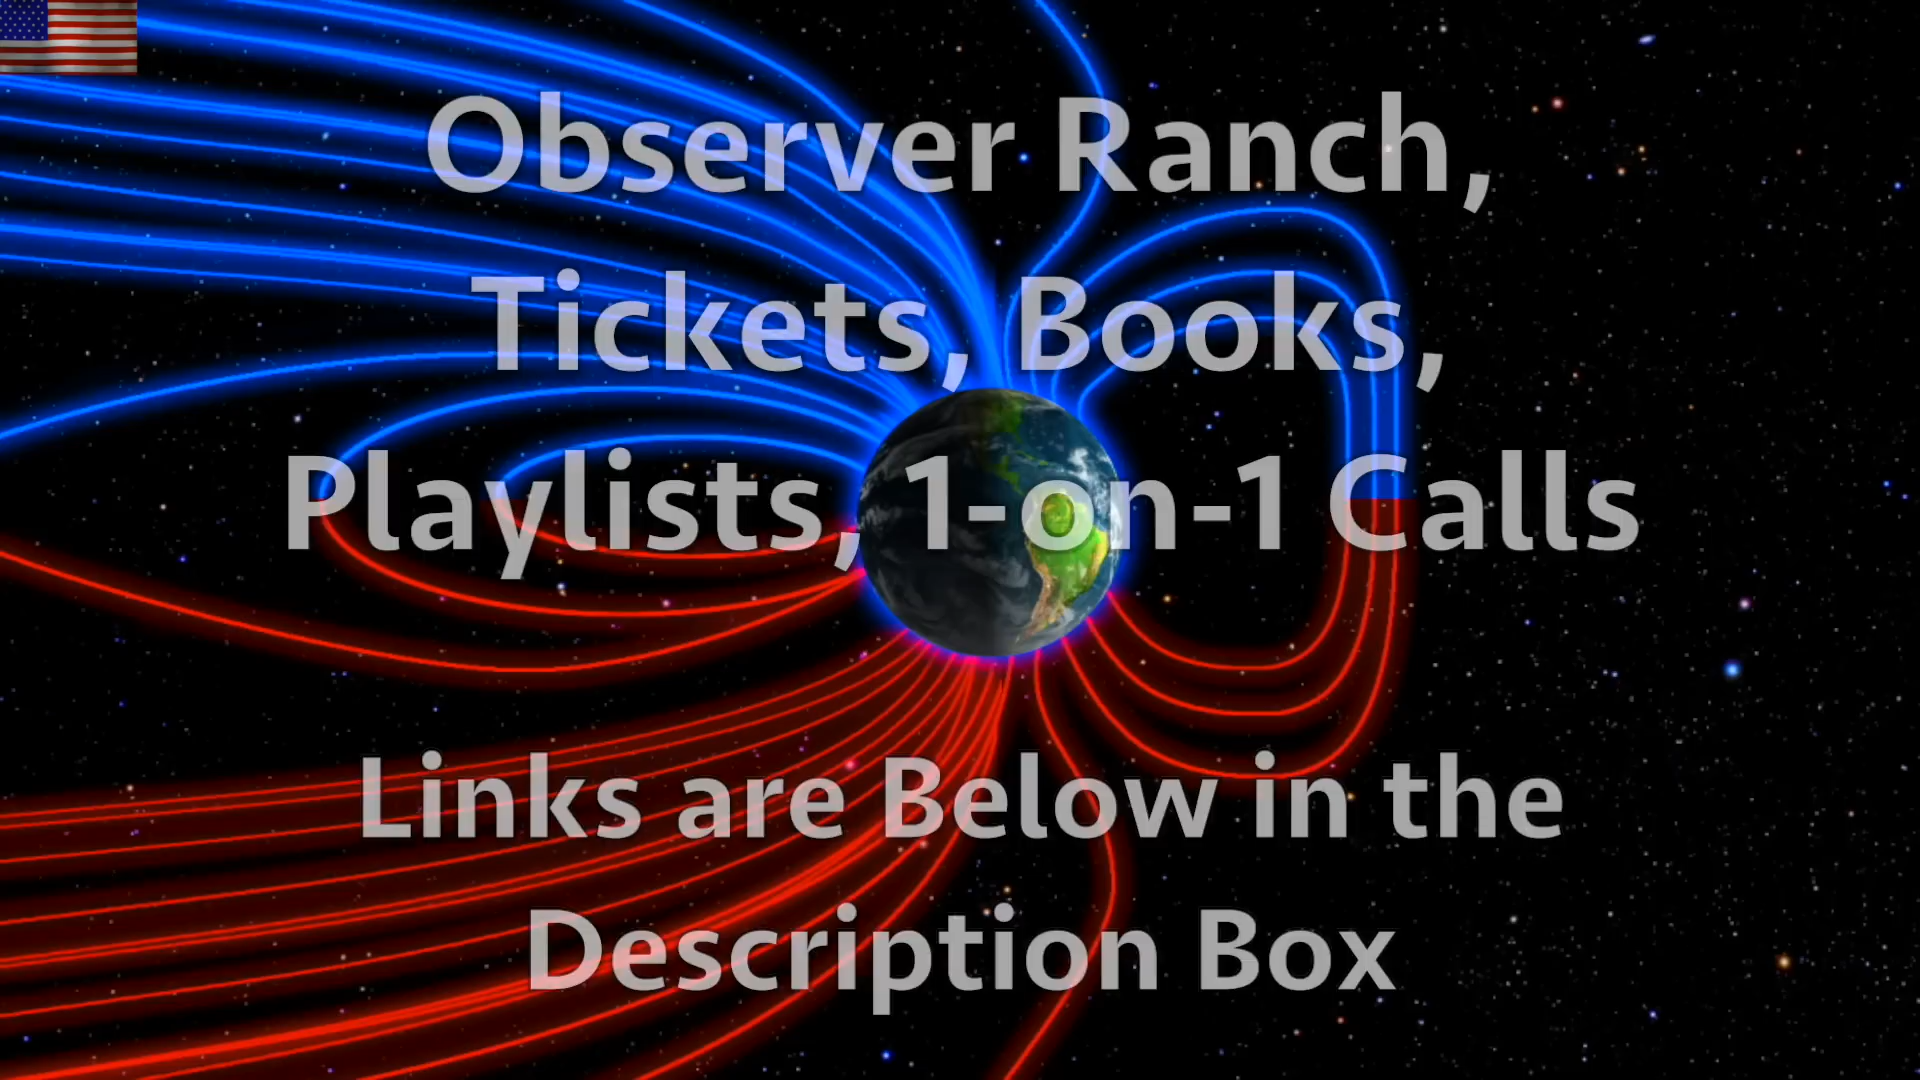 Observer Ranch,
Tickets, Books,
Playlists, 1-on-1 Calls
Links are Below in the
Description Box